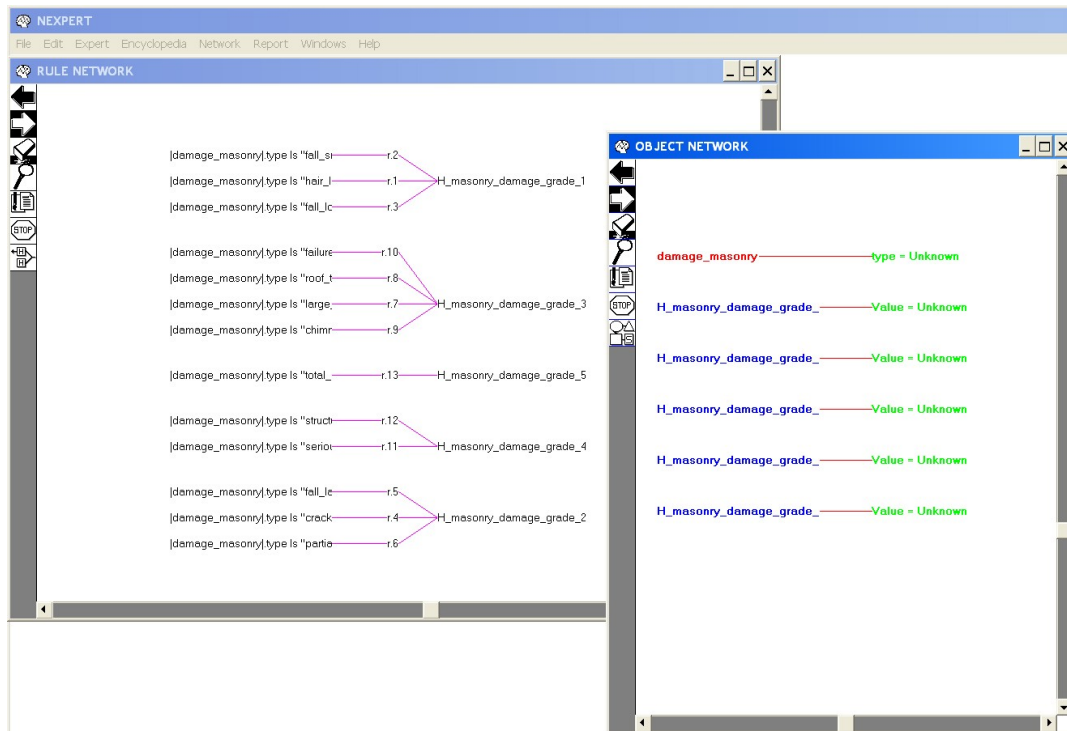 NEXPERT
File Edit Expert Encyclopedia Network Report Windows Help
RULE NETWORK
|damage_masonry|.type Is "fall_sr r.2
|damage_masonry|.type Is "hair_l r.1 H_masonry_damage_grade_1
|damage_masonry|.type Is "fall_lo r.3
|damage_masonry|.type Is "failure r.10
|damage_masonry|.type Is "roof_t r.8
|damage_masonry|.type Is "large_ r.7 H_masonry_damage_grade_3
|damage_masonry|.type Is "chimn r.9
|damage_masonry|.type Is "total_ r.13 H_masonry_damage_grade_5
|damage_masonry|.type Is "struct r.12
|damage_masonry|.type Is "seriou r.11 H_masonry_damage_grade_4
|damage_masonry|.type Is "fall_la r.5
|damage_masonry|.type Is "crack r.4 H_masonry_damage_grade_2
|damage_masonry|.type Is "partia r.6
STOP
H
H
OBJECT NETWORK
damage_masonry type = Unknown
H_masonry_damage_grade_ Value = Unknown
H_masonry_damage_grade_ Value = Unknown
H_masonry_damage_grade_ Value = Unknown
H_masonry_damage_grade_ Value = Unknown
H_masonry_damage_grade_ Value = Unknown
STOP
S